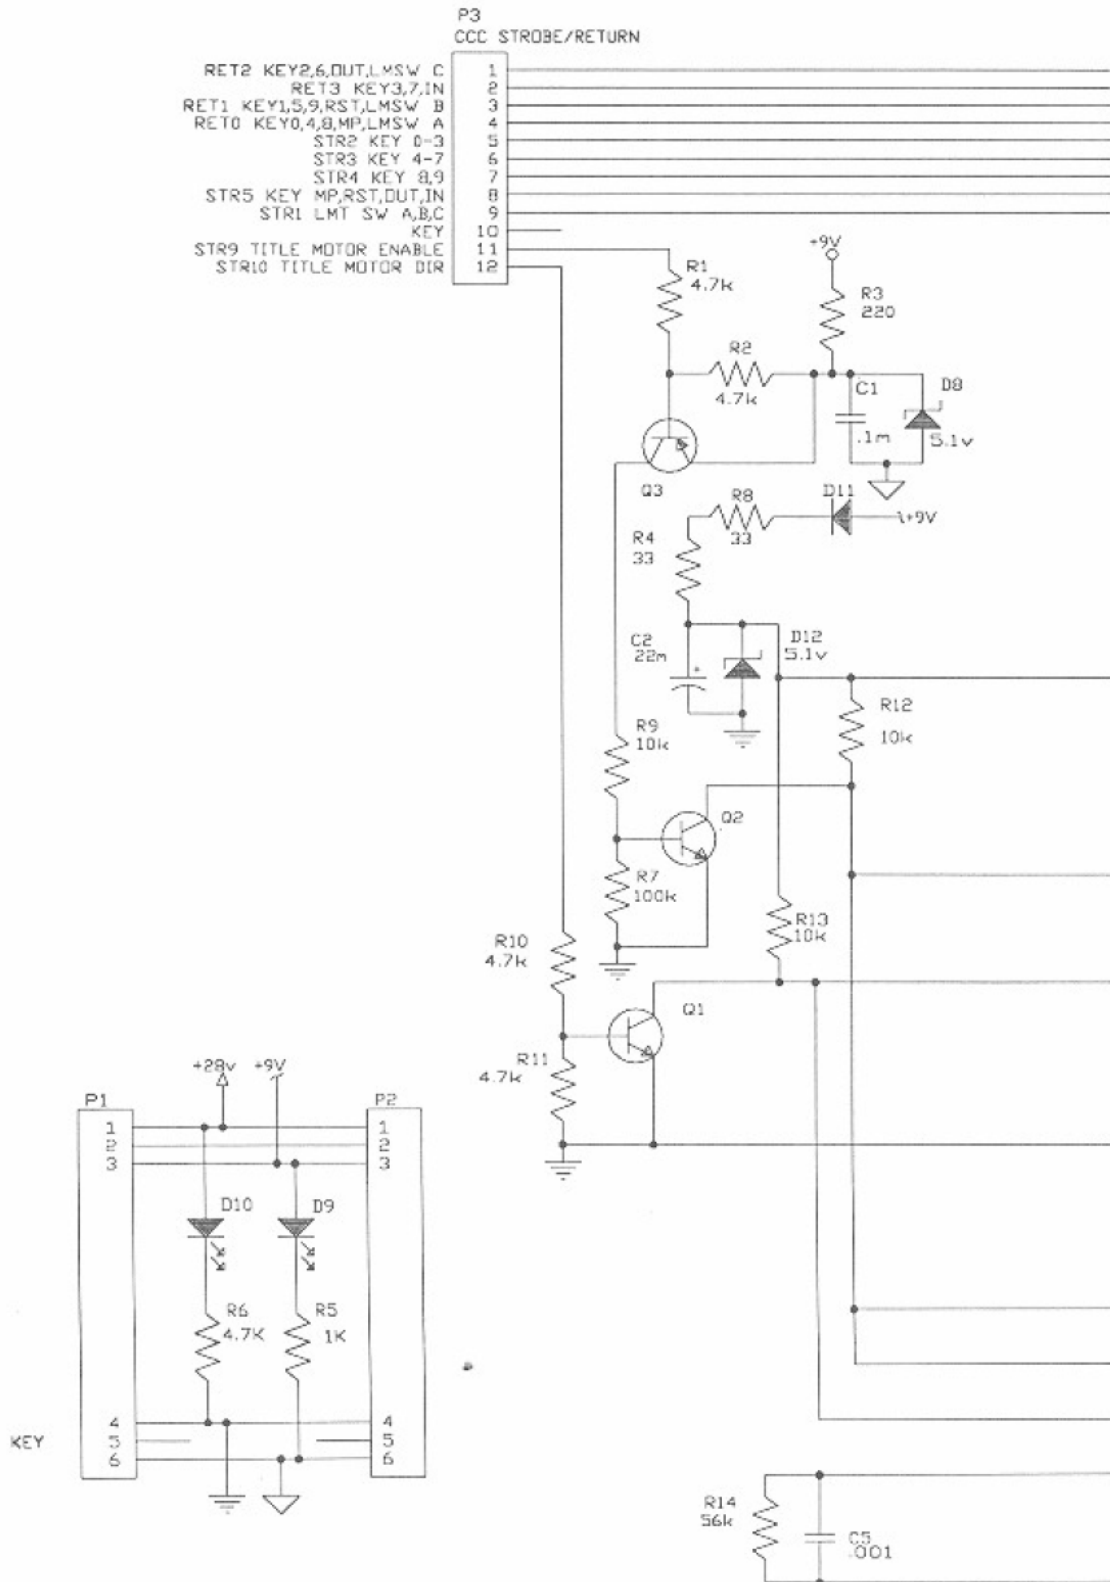 P3
CCC STROBE/RETURN
RET2 KEY2,6,OUT,LMSW C 1
RET3 KEY3,7,IN 2
RET1 KEY1,5,9,RST,LMSW B 3
RET0 KEY0,4,8,MP,LMSW A 4
STR2 KEY 0-3 5
STR3 KEY 4-7 6
STR4 KEY 8,9 7
STR5 KEY MP,RST,OUT,IN 8
STR1 LMT SW A,B,C 9
KEY 10
STR9 TITLE MOTOR ENABLE 11
STR10 TITLE MOTOR DIR 12
+9V
R1
4.7k
R3
220
R2
4.7k
C1
.1m
D8
5.1v
Q3
R8
33
D11
+9V
R4
33
C2
22m
+
D12
5.1v
R9
10k
R12
10k
Q2
R7
100k
R13
10k
R10
4.7k
Q1
R11
4.7k
+28v
+9V
P1
P2
1 1
2 2
3 3
D10
D9
R6
4.7K
R5
1K
4 4
KEY 5 5
6 6
R14
56k
C5
.001